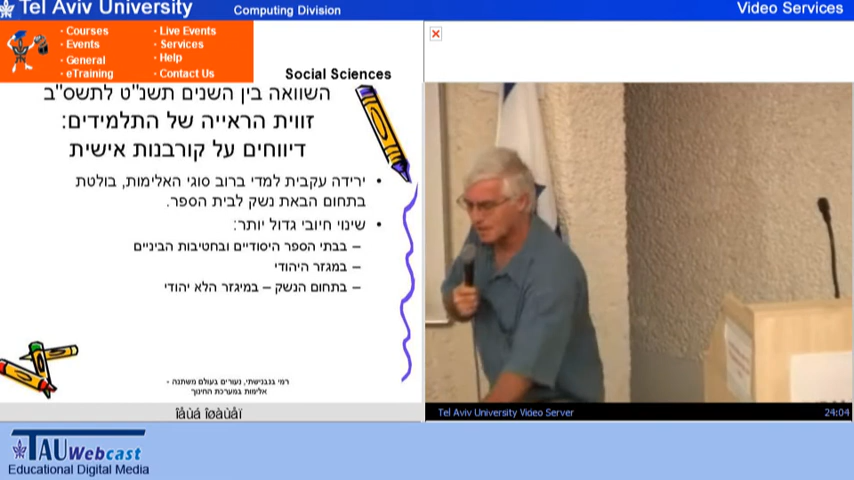 Tel Aviv University
Computing Division
Video Services
· Courses
· Live Events
· Events
· Services
· General
· Help
· eTraining
· Contact Us
Social Sciences
השוואה בין השנים תשנ"ט לתשס"ב
זווית הראייה של התלמידים:
דיווחים על קורבנות אישית
• ירידה עקבית למדי ברוב סוגי האלימות, בולטת
בתחום הבאת נשק לבית הספר.
• שינוי חיובי גדול יותר:
– בבתי הספר היסודיים ובחטיבות הביניים
– במגזר היהודי
– בתחום הנשק – במיגזר הלא יהודי
רמי בנבנישתי, נעורים בעולם משתנה -
אלימות במערכת החינוך
îåùá îøàùåï
Tel Aviv University Video Server
24:04
TAU Webcast
Educational Digital Media